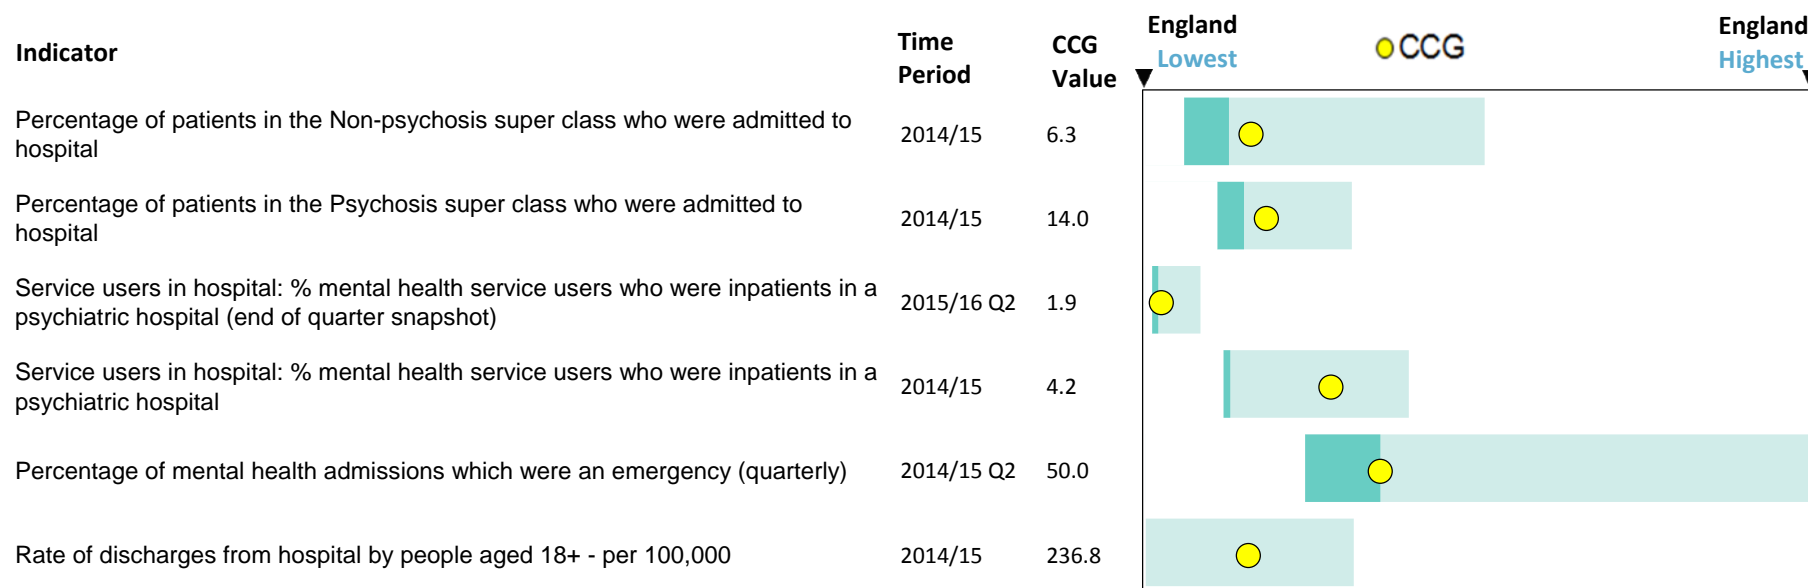 Indicator
Time Period
CCG Value
England Lowest
CCG
England Highest
Percentage of patients in the Non-psychosis super class who were admitted to
hospital
2014/15 6.3
Percentage of patients in the Psychosis super class who were admitted to
hospital
2014/15 14.0
Service users in hospital: % mental health service users who were inpatients in a
psychiatric hospital (end of quarter snapshot)
2015/16 Q2 1.9
Service users in hospital: % mental health service users who were inpatients in a
psychiatric hospital
2014/15 4.2
Percentage of mental health admissions which were an emergency (quarterly) 2014/15 Q2 50.0
Rate of discharges from hospital by people aged 18+ - per 100,000 2014/15 236.8